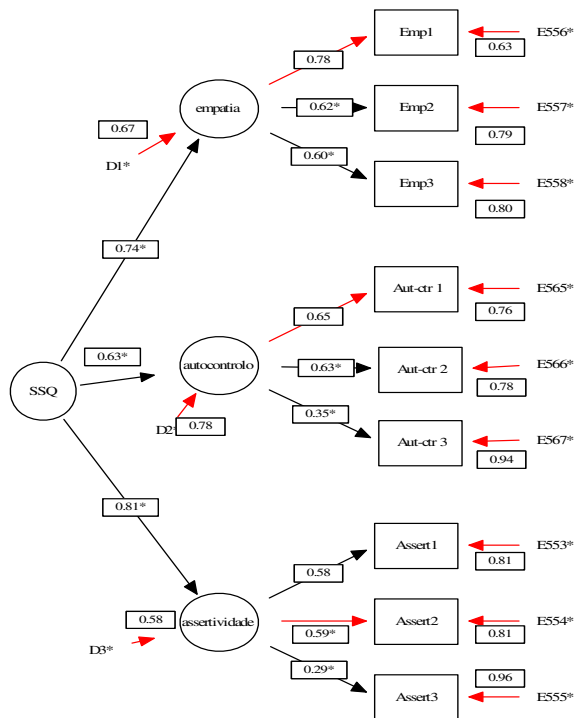 Emp1
E556*
0.63
0.78
empatia
0.62*
Emp2
E557*
0.79
0.67
D1*
0.60*
Emp3
E558*
0.80
0.74*
Aut-ctr 1
E565*
0.76
0.65
0.63*
autocontrolo
0.63*
Aut-ctr 2
E566*
0.78
SSQ
D2*
0.78
0.35*
Aut-ctr 3
E567*
0.94
0.81*
Assert1
E553*
0.81
0.58
0.58
assertividade
0.59*
Assert2
E554*
0.81
D3*
0.29*
0.96
Assert3
E555*